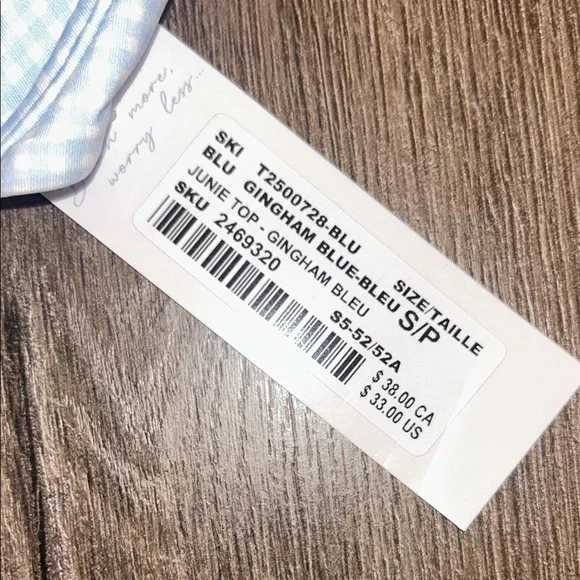 more,
worry less...
SKI T2500728-BLU
BLU GINGHAM BLUE-BLEU
JUNIE TOP - GINGHAM BLEU
SKU 2469320
SIZE/TAILLE
S/P
S5-52/52A
$ 38.00 CA
$ 33.00 US